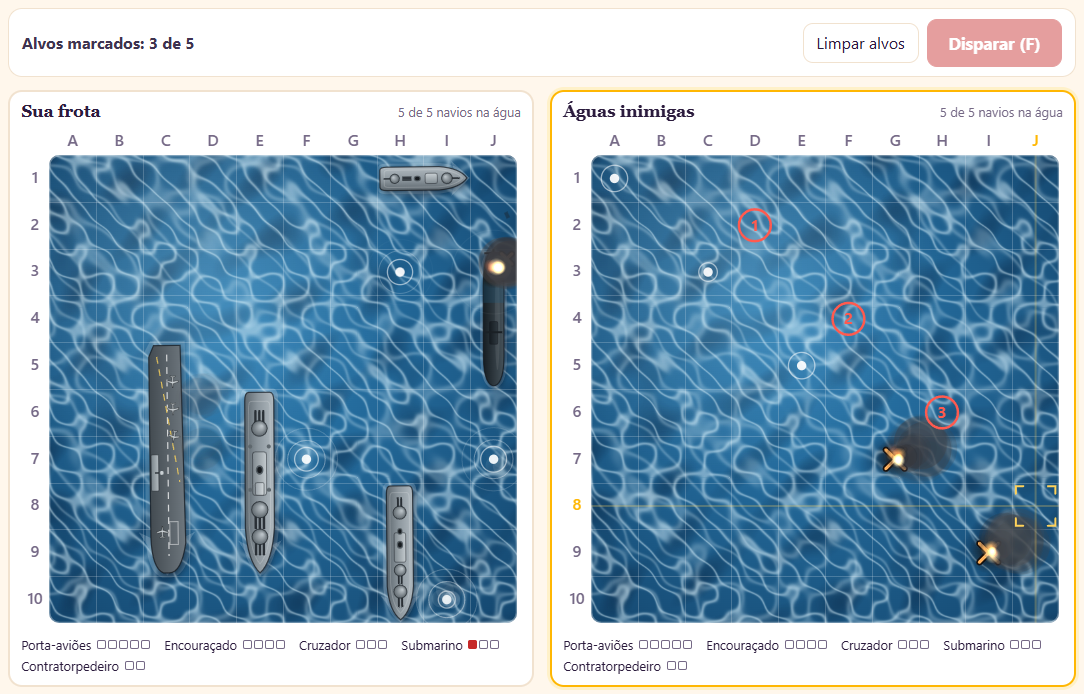 Alvos marcados: 3 de 5
Limpar alvos
Disparar (F)
Sua frota
5 de 5 navios na água
A B C D E F G H I J
1
2
3
4
5
6
7
8
9
10
Porta-aviões
Encouraçado
Cruzador
Submarino
Contratorpedeiro
Águas inimigas
5 de 5 navios na água
A B C D E F G H I J
1
2
1
3
4
2
5
6
3
7
8
9
10
Porta-aviões
Encouraçado
Cruzador
Submarino
Contratorpedeiro